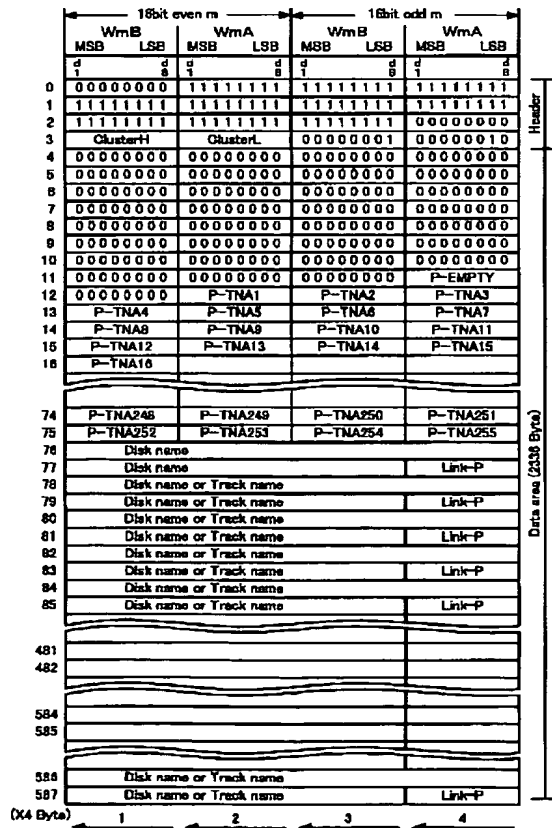 16bit even m 16bit odd m
WmB WmA WmB WmA
MSB LSB MSB LSB MSB LSB MSB LSB
d d d d d d d d
1 8 1 8 1 8 1 8
0 00000000 11111111 11111111 11111111
1 11111111 11111111 11111111 11111111
2 11111111 11111111 11111111 00000000
3 ClusterH ClusterL 00000001 00000010
Header
4 00000000 00000000 00000000 00000000
5 00000000 00000000 00000000 00000000
6 00000000 00000000 00000000 00000000
7 00000000 00000000 00000000 00000000
8 00000000 00000000 00000000 00000000
9 00000000 00000000 00000000 00000000
10 00000000 00000000 00000000 00000000
11 00000000 00000000 00000000 P-EMPTY
12 00000000 P-TNA1 P-TNA2 P-TNA3
13 P-TNA4 P-TNA5 P-TNA6 P-TNA7
14 P-TNA8 P-TNA9 P-TNA10 P-TNA11
15 P-TNA12 P-TNA13 P-TNA14 P-TNA15
16 P-TNA16
74 P-TNA248 P-TNA249 P-TNA250 P-TNA251
75 P-TNA252 P-TNA253 P-TNA254 P-TNA255
76 Disk name
77 Disk name Link-P
78 Disk name or Track name
79 Disk name or Track name Link-P
80 Disk name or Track name
81 Disk name or Track name Link-P
82 Disk name or Track name
83 Disk name or Track name Link-P
84 Disk name or Track name
85 Disk name or Track name Link-P
481
482
584
585
586 Disk name or Track name
587 Disk name or Track name Link-P
Data area (2336 Byte)
(X4 Byte) 1 2 3 4